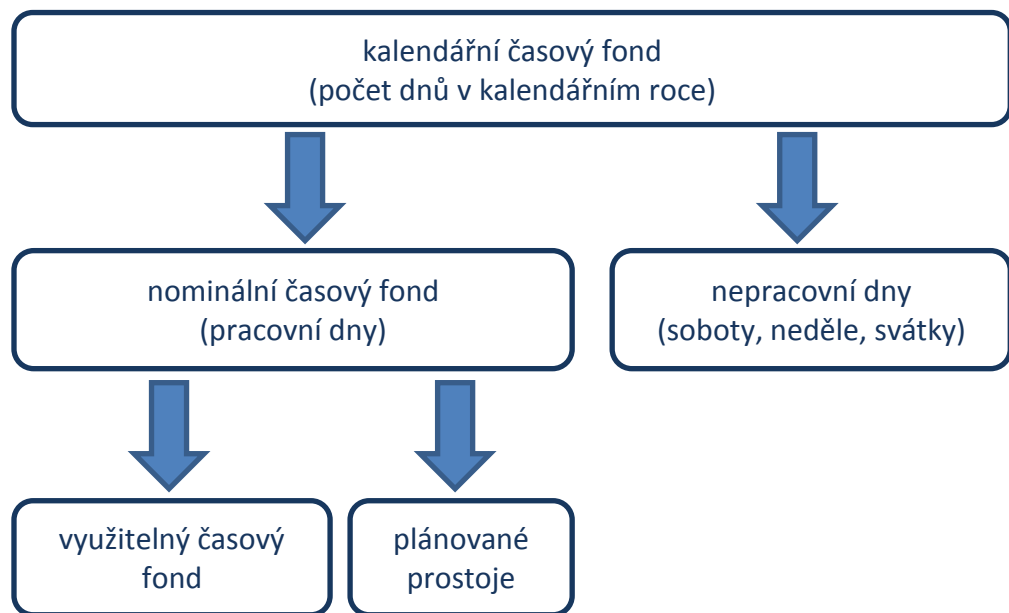 kalendářní časový fond
(počet dnů v kalendářním roce)
nominální časový fond
(pracovní dny)
nepracovní dny
(soboty, neděle, svátky)
využitelný časový
fond
plánované
prostoje